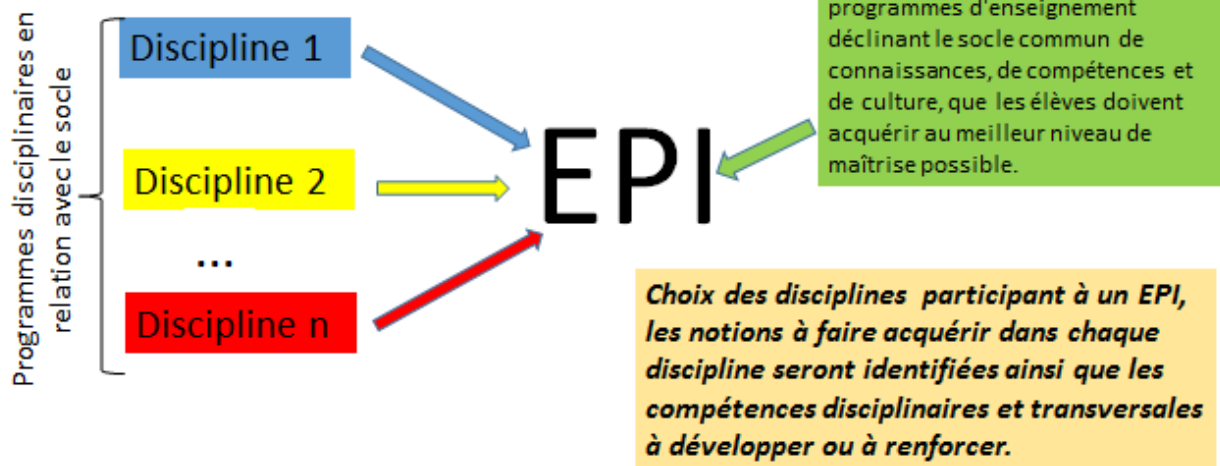 Programmes disciplinaires en
relation avec le socle
Discipline 1
Discipline 2
...
Discipline n
EPI
programmes d'enseignement
déclinant le socle commun de
connaissances, de compétences et
de culture, que les élèves doivent
acquérir au meilleur niveau de
maîtrise possible.
Choix des disciplines participant à un EPI,
les notions à faire acquérir dans chaque
discipline seront identifiées ainsi que les
compétences disciplinaires et transversales
à développer ou à renforcer.